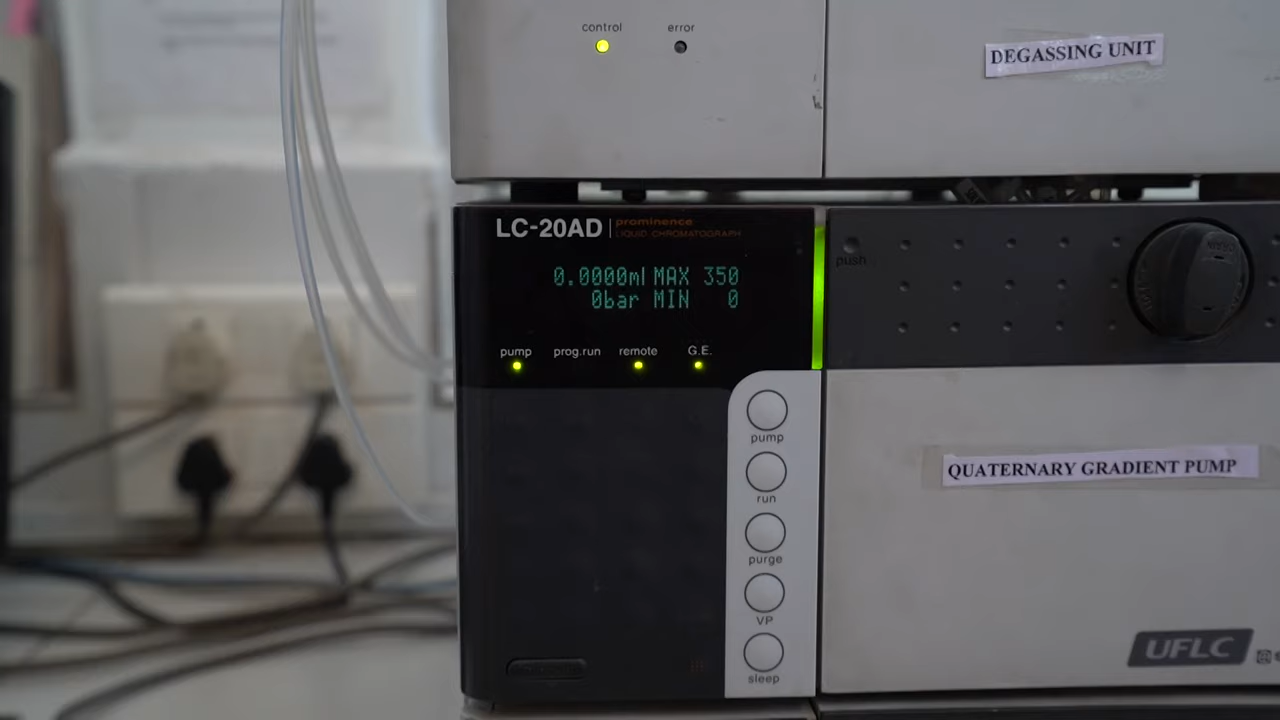 control error
DEGASSING UNIT
LC-20AD prominence
LIQUID CHROMATOGRAPH
0.0000ml MAX 350
0bar MIN 0
push
pump prog.run remote G.E.
pump
run
purge
VP
sleep
QUATERNARY GRADIENT PUMP
UFLC